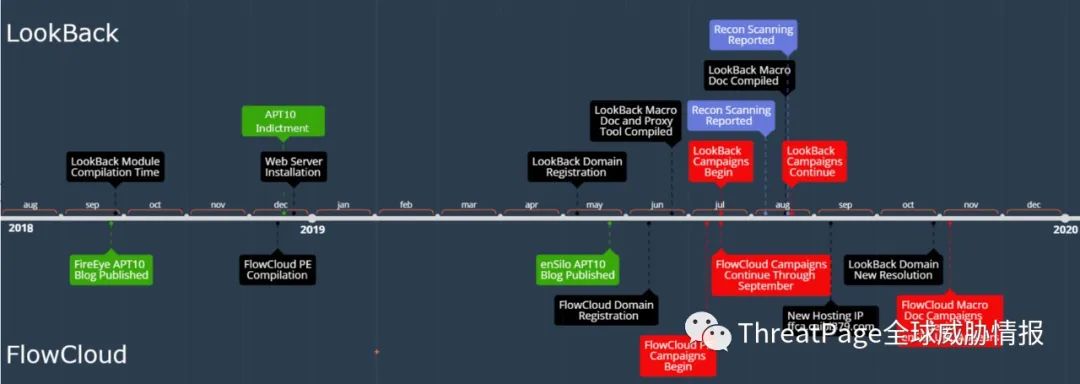 LookBack
Recon Scanning
Reported
LookBack Macro
Doc Compiled
APT10
Indictment
LookBack Macro
Doc and Proxy
Tool Compiled
Recon Scanning
Reported
LookBack Module
Compilation Time
Web Server
Installation
LookBack Domain
Registration
LookBack
Campaigns
Begin
LookBack
Campaigns
Continue
aug sep oct nov dec jan feb mar apr may jun jul aug sep oct nov dec
2018 2019 2020
FireEye APT10
Blog Published
FlowCloud PE
Compilation
enSilo APT10
Blog Published
FlowCloud Campaigns
Continue Through
September
LookBack Domain
New Resolution
FlowCloud Domain
Registration
New Hosting IP
FlowCloud Macro
Doc Campaigns
FlowCloud
Campaigns
Begin
ThreatPage全球威胁情报
FlowCloud